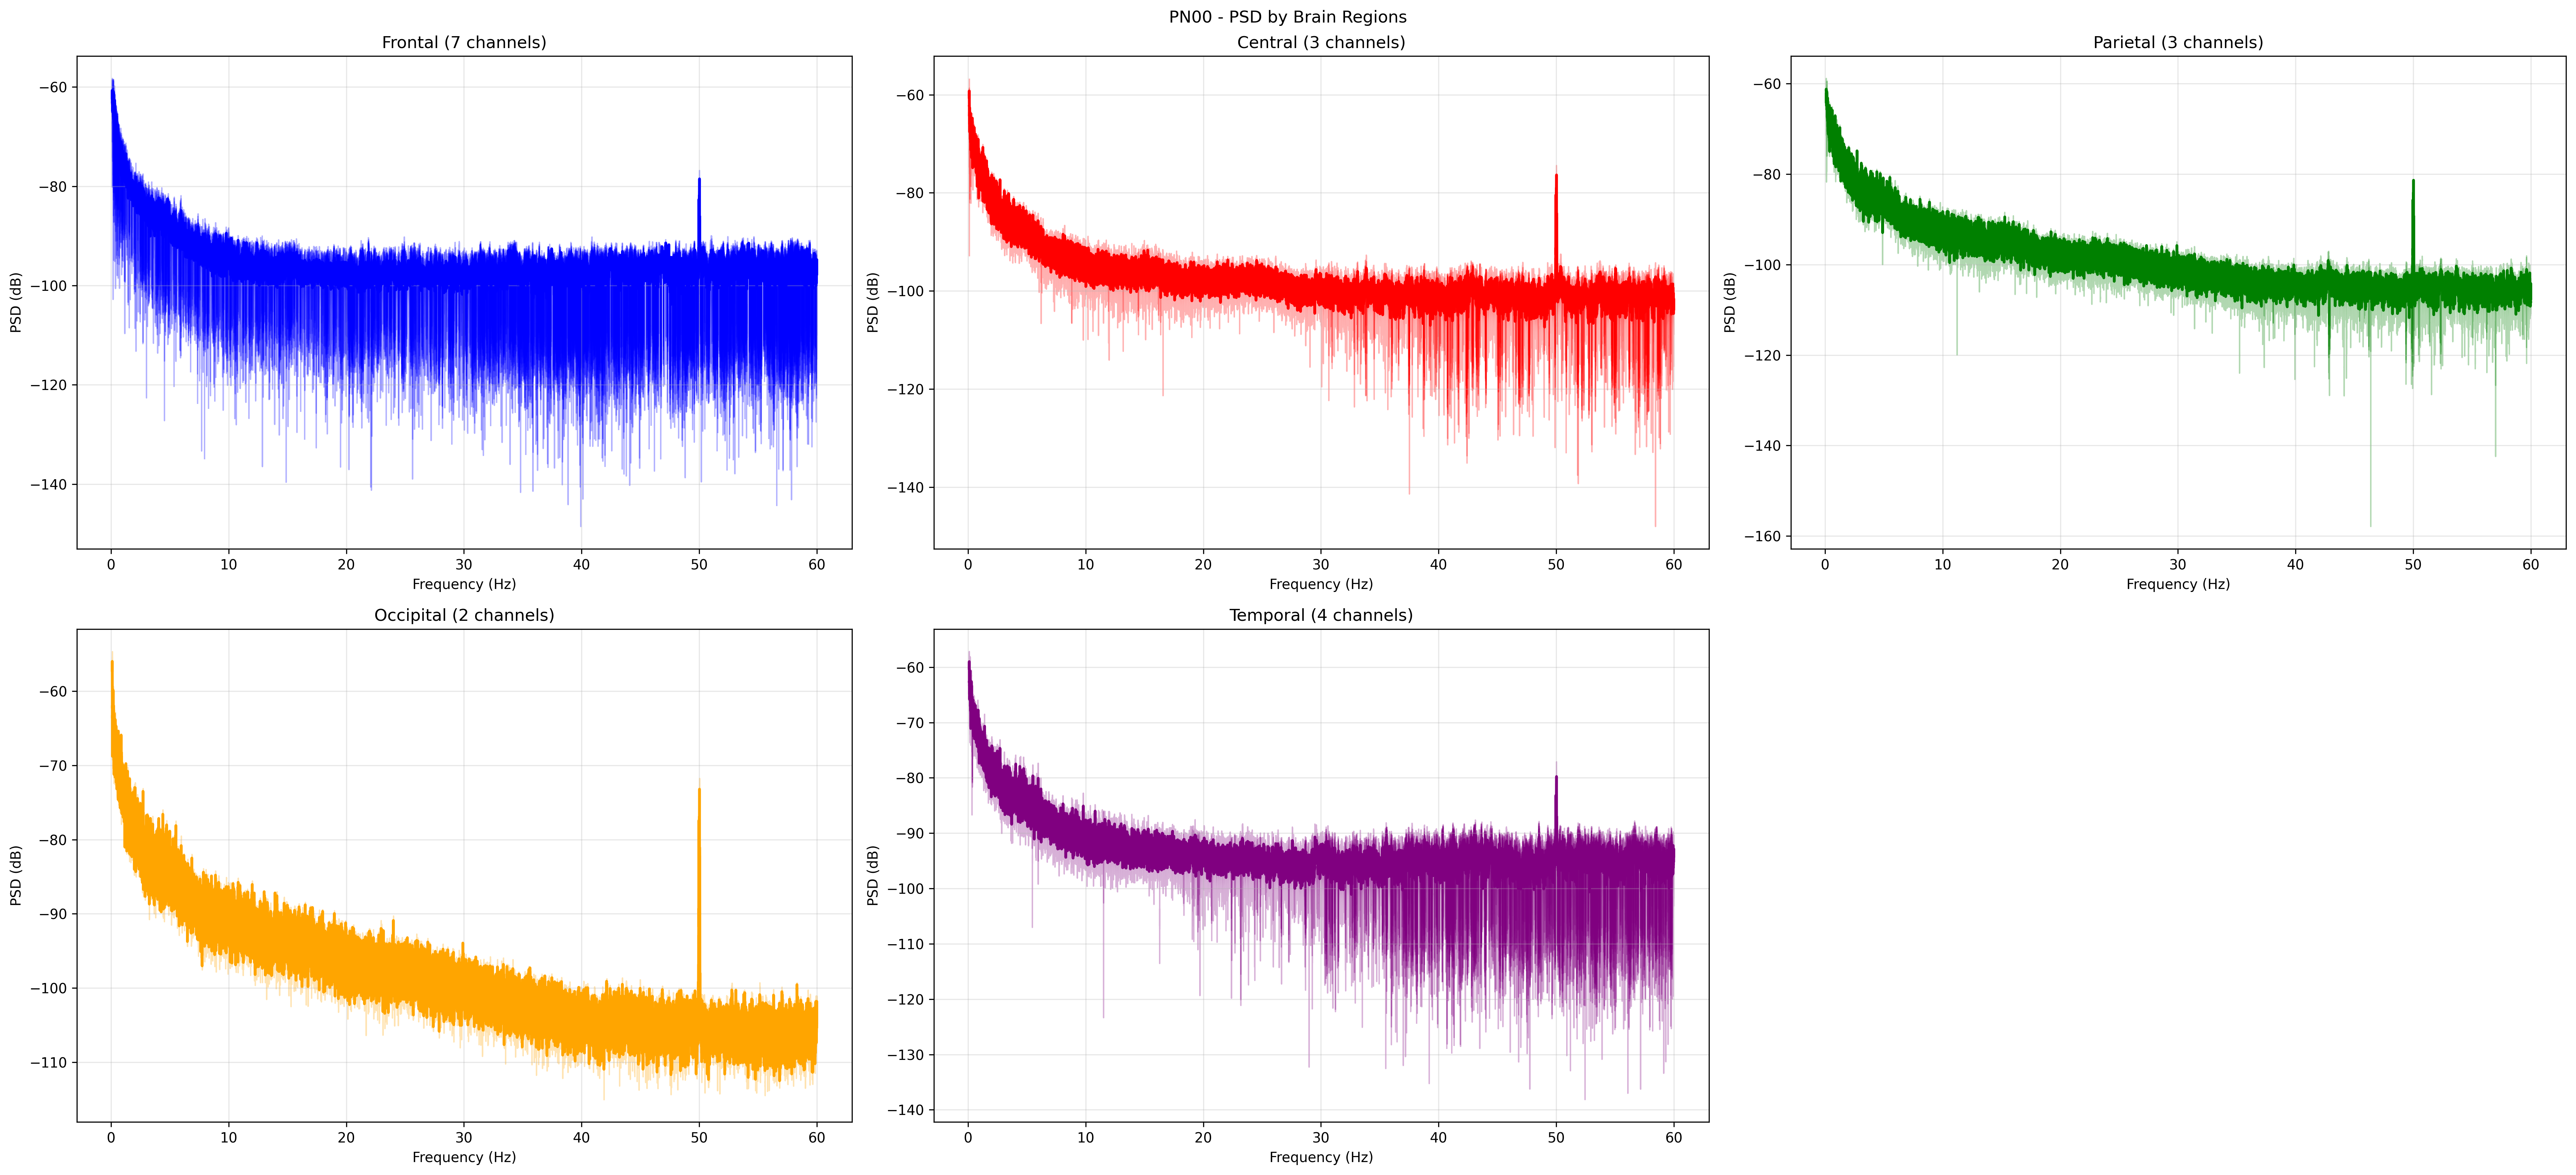 PN00 - PSD by Brain Regions
Frontal (7 channels)
−60
−80
−100
−120
−140
PSD (dB)
0 10 20 30 40 50 60
Frequency (Hz)
Central (3 channels)
−60
−80
−100
−120
−140
PSD (dB)
0 10 20 30 40 50 60
Frequency (Hz)
Parietal (3 channels)
−60
−80
−100
−120
−140
−160
PSD (dB)
0 10 20 30 40 50 60
Frequency (Hz)
Occipital (2 channels)
−60
−70
−80
−90
−100
−110
PSD (dB)
0 10 20 30 40 50 60
Frequency (Hz)
Temporal (4 channels)
−60
−70
−80
−90
−100
−110
−120
−130
−140
PSD (dB)
0 10 20 30 40 50 60
Frequency (Hz)